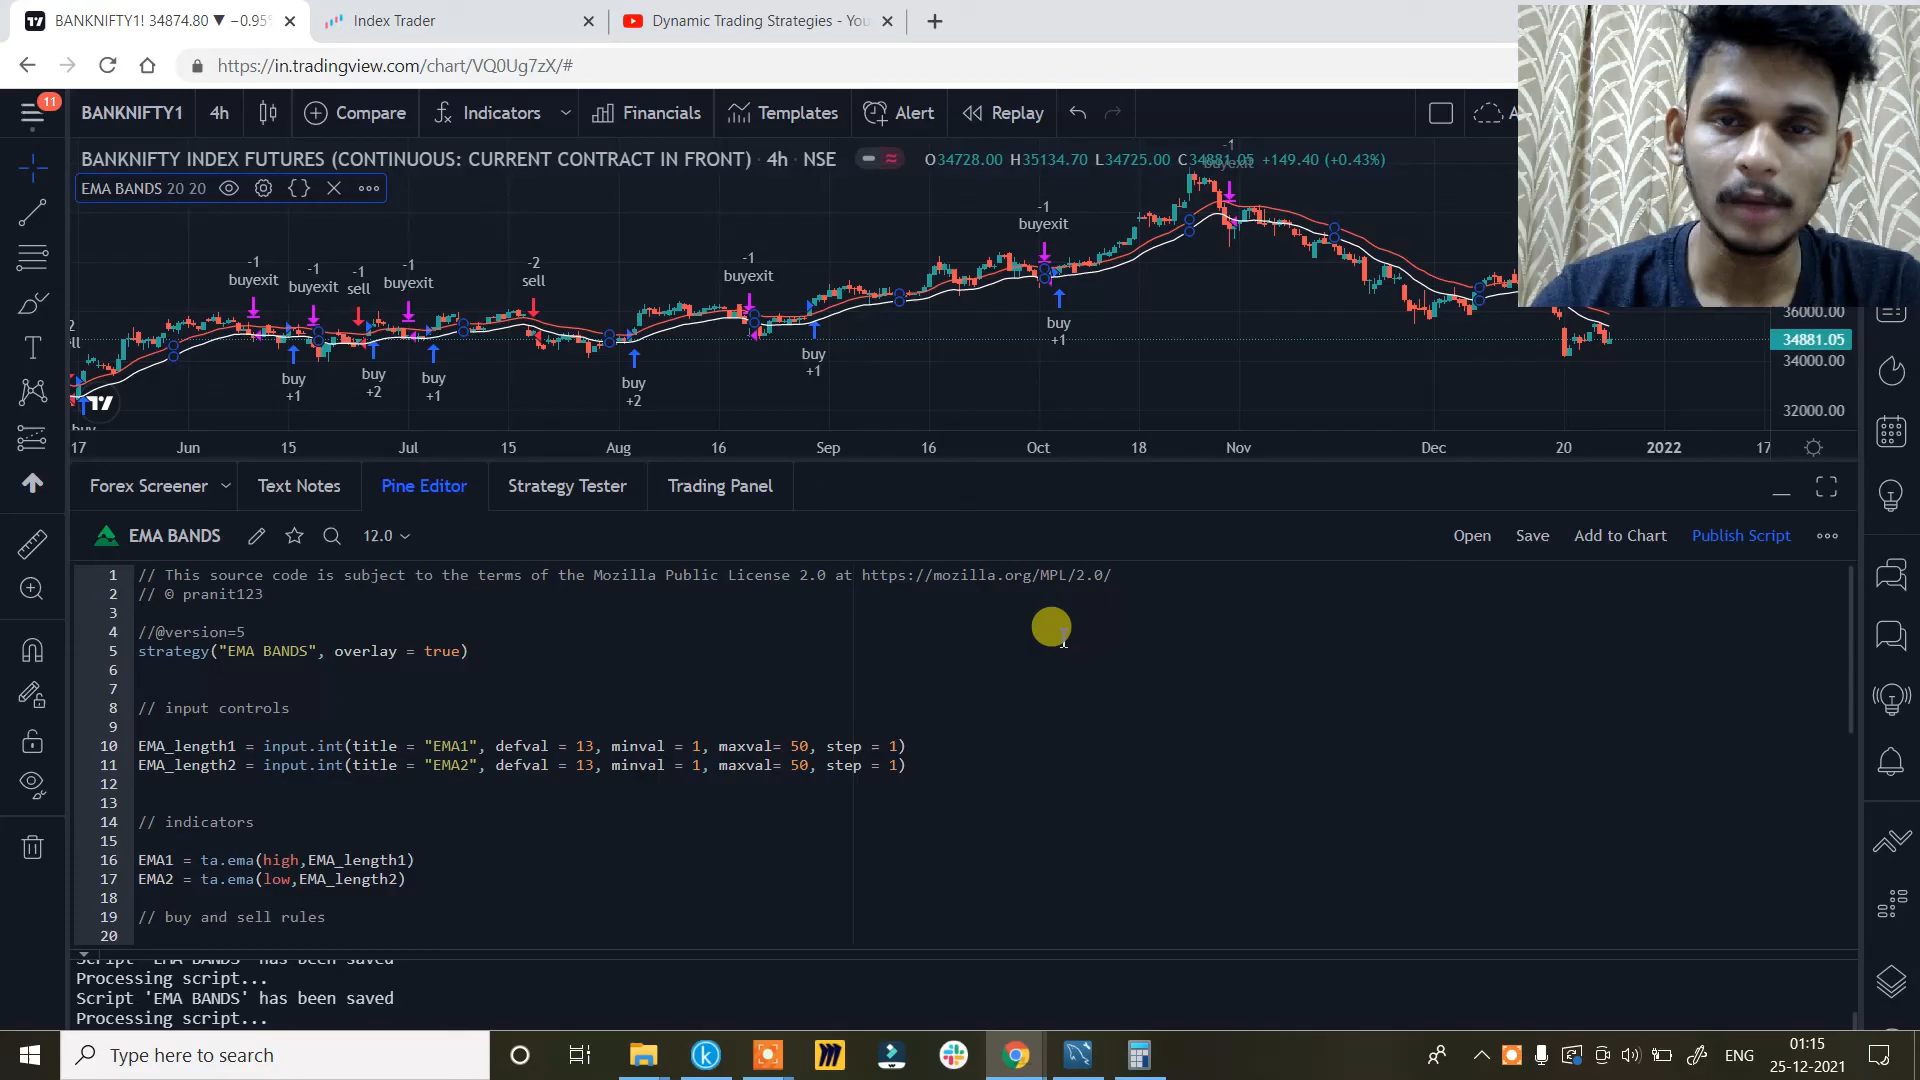 BANKNIFTY1! 34874.80 ▼ −0.95%
Index Trader
Dynamic Trading Strategies - You
https://in.tradingview.com/chart/VQ0Ug7zX/#
11
BANKNIFTY1
4h
Compare
Indicators
Financials
Templates
Alert
Replay
A
BANKNIFTY INDEX FUTURES (CONTINUOUS: CURRENT CONTRACT IN FRONT) · 4h · NSE
O34728.00 H35134.70 L34725.00 C34881.05 +149.40 (+0.43%)
EMA BANDS 20 20
-1
buyexit
-1
buyexit
-1
sell
-1
buyexit
-2
sell
-1
buyexit
-1
buyexit
-1
buyexit
buy
+1
buy
+2
buy
+1
buy
+2
buy
+1
buy
+1
36000.00
34881.05
34000.00
32000.00
17 Jun 15 Jul 15 Aug 16 Sep 16 Oct 18 Nov Dec 20 2022 17
Forex Screener
Text Notes
Pine Editor
Strategy Tester
Trading Panel
EMA BANDS
12.0
Open
Save
Add to Chart
Publish Script
1 // This source code is subject to the terms of the Mozilla Public License 2.0 at https://mozilla.org/MPL/2.0/
2 // © pranit123
3
4 //@version=5
5 strategy("EMA BANDS", overlay = true)
6
7
8 // input controls
9
10 EMA_length1 = input.int(title = "EMA1", defval = 13, minval = 1, maxval= 50, step = 1)
11 EMA_length2 = input.int(title = "EMA2", defval = 13, minval = 1, maxval= 50, step = 1)
12
13
14 // indicators
15
16 EMA1 = ta.ema(high,EMA_length1)
17 EMA2 = ta.ema(low,EMA_length2)
18
19 // buy and sell rules
20
Script 'EMA BANDS' has been saved
Processing script...
Script 'EMA BANDS' has been saved
Processing script...
Type here to search
ENG
01:15
25-12-2021